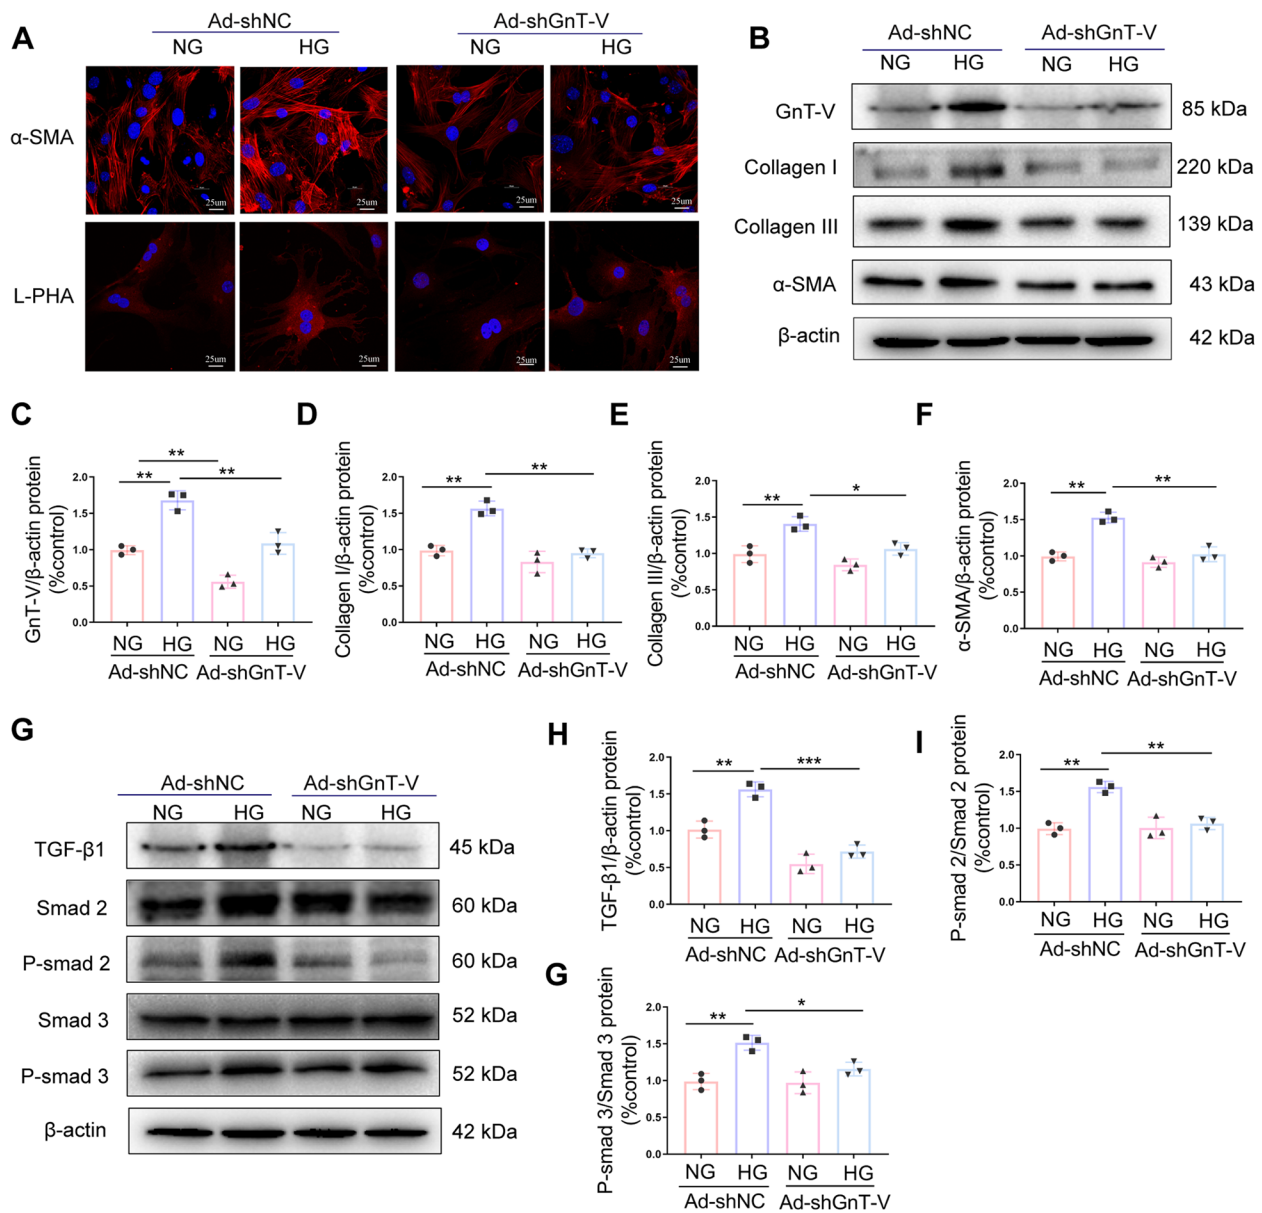 A
Ad-shNC Ad-shGnT-V
NG HG NG HG
α-SMA
25um 25um 25um 25um
L-PHA
25um 25um 25um 25um
B
Ad-shNC Ad-shGnT-V
NG HG NG HG
GnT-V 85 kDa
Collagen I 220 kDa
Collagen III 139 kDa
α-SMA 43 kDa
β-actin 42 kDa
C
GnT-V/β-actin protein
(%control)
2.0
1.5
1.0
0.5
0.0
**
** **
NG HG NG HG
Ad-shNC Ad-shGnT-V
D
Collagen I/β-actin protein
(%control)
2.0
1.5
1.0
0.5
0.0
** **
NG HG NG HG
Ad-shNC Ad-shGnT-V
E
Collagen III/β-actin protein
(%control)
2.0
1.5
1.0
0.5
0.0
** *
NG HG NG HG
Ad-shNC Ad-shGnT-V
F
α-SMA/β-actin protein
(%control)
2.0
1.5
1.0
0.5
0.0
** **
NG HG NG HG
Ad-shNC Ad-shGnT-V
G
Ad-shNC Ad-shGnT-V
NG HG NG HG
TGF-β1 45 kDa
Smad 2 60 kDa
P-smad 2 60 kDa
Smad 3 52 kDa
P-smad 3 52 kDa
β-actin 42 kDa
H
TGF-β1/β-actin protein
(%control)
2.0
1.5
1.0
0.5
0.0
** ***
NG HG NG HG
Ad-shNC Ad-shGnT-V
I
P-smad 2/Smad 2 protein
(%control)
2.0
1.5
1.0
0.5
0.0
** **
NG HG NG HG
Ad-shNC Ad-shGnT-V
G
P-smad 3/Smad 3 protein
(%control)
2.0
1.5
1.0
0.5
0.0
** *
NG HG NG HG
Ad-shNC Ad-shGnT-V